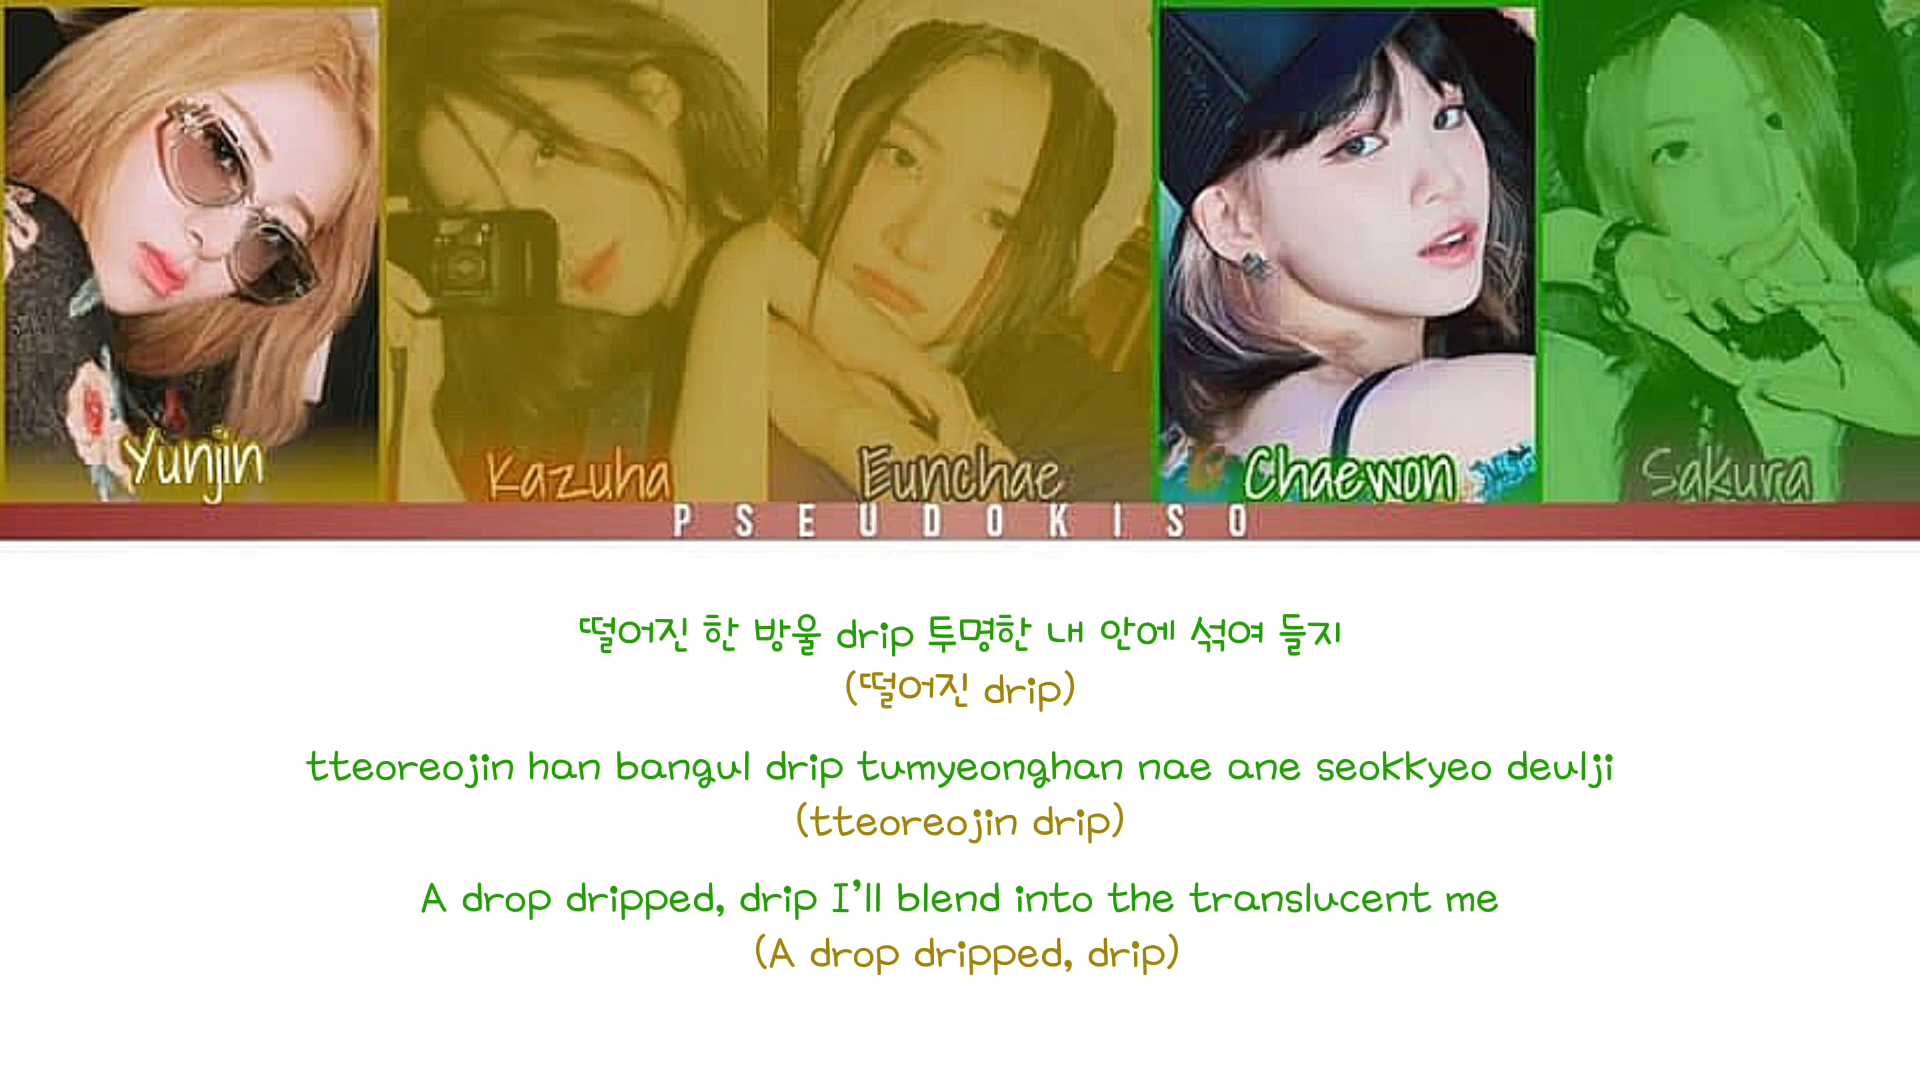 Yunjin
Kazuha
Eunchae
Chaewon
Sakura
PSEUDOKISO
떨어진 한 방울 drip 투명한 내 안에 섞여 들지
(떨어진 drip)
tteoreojin han bangul drip tumyeonghan nae ane seokkyeo deulji
(tteoreojin drip)
A drop dripped, drip I'll blend into the translucent me
(A drop dripped, drip)